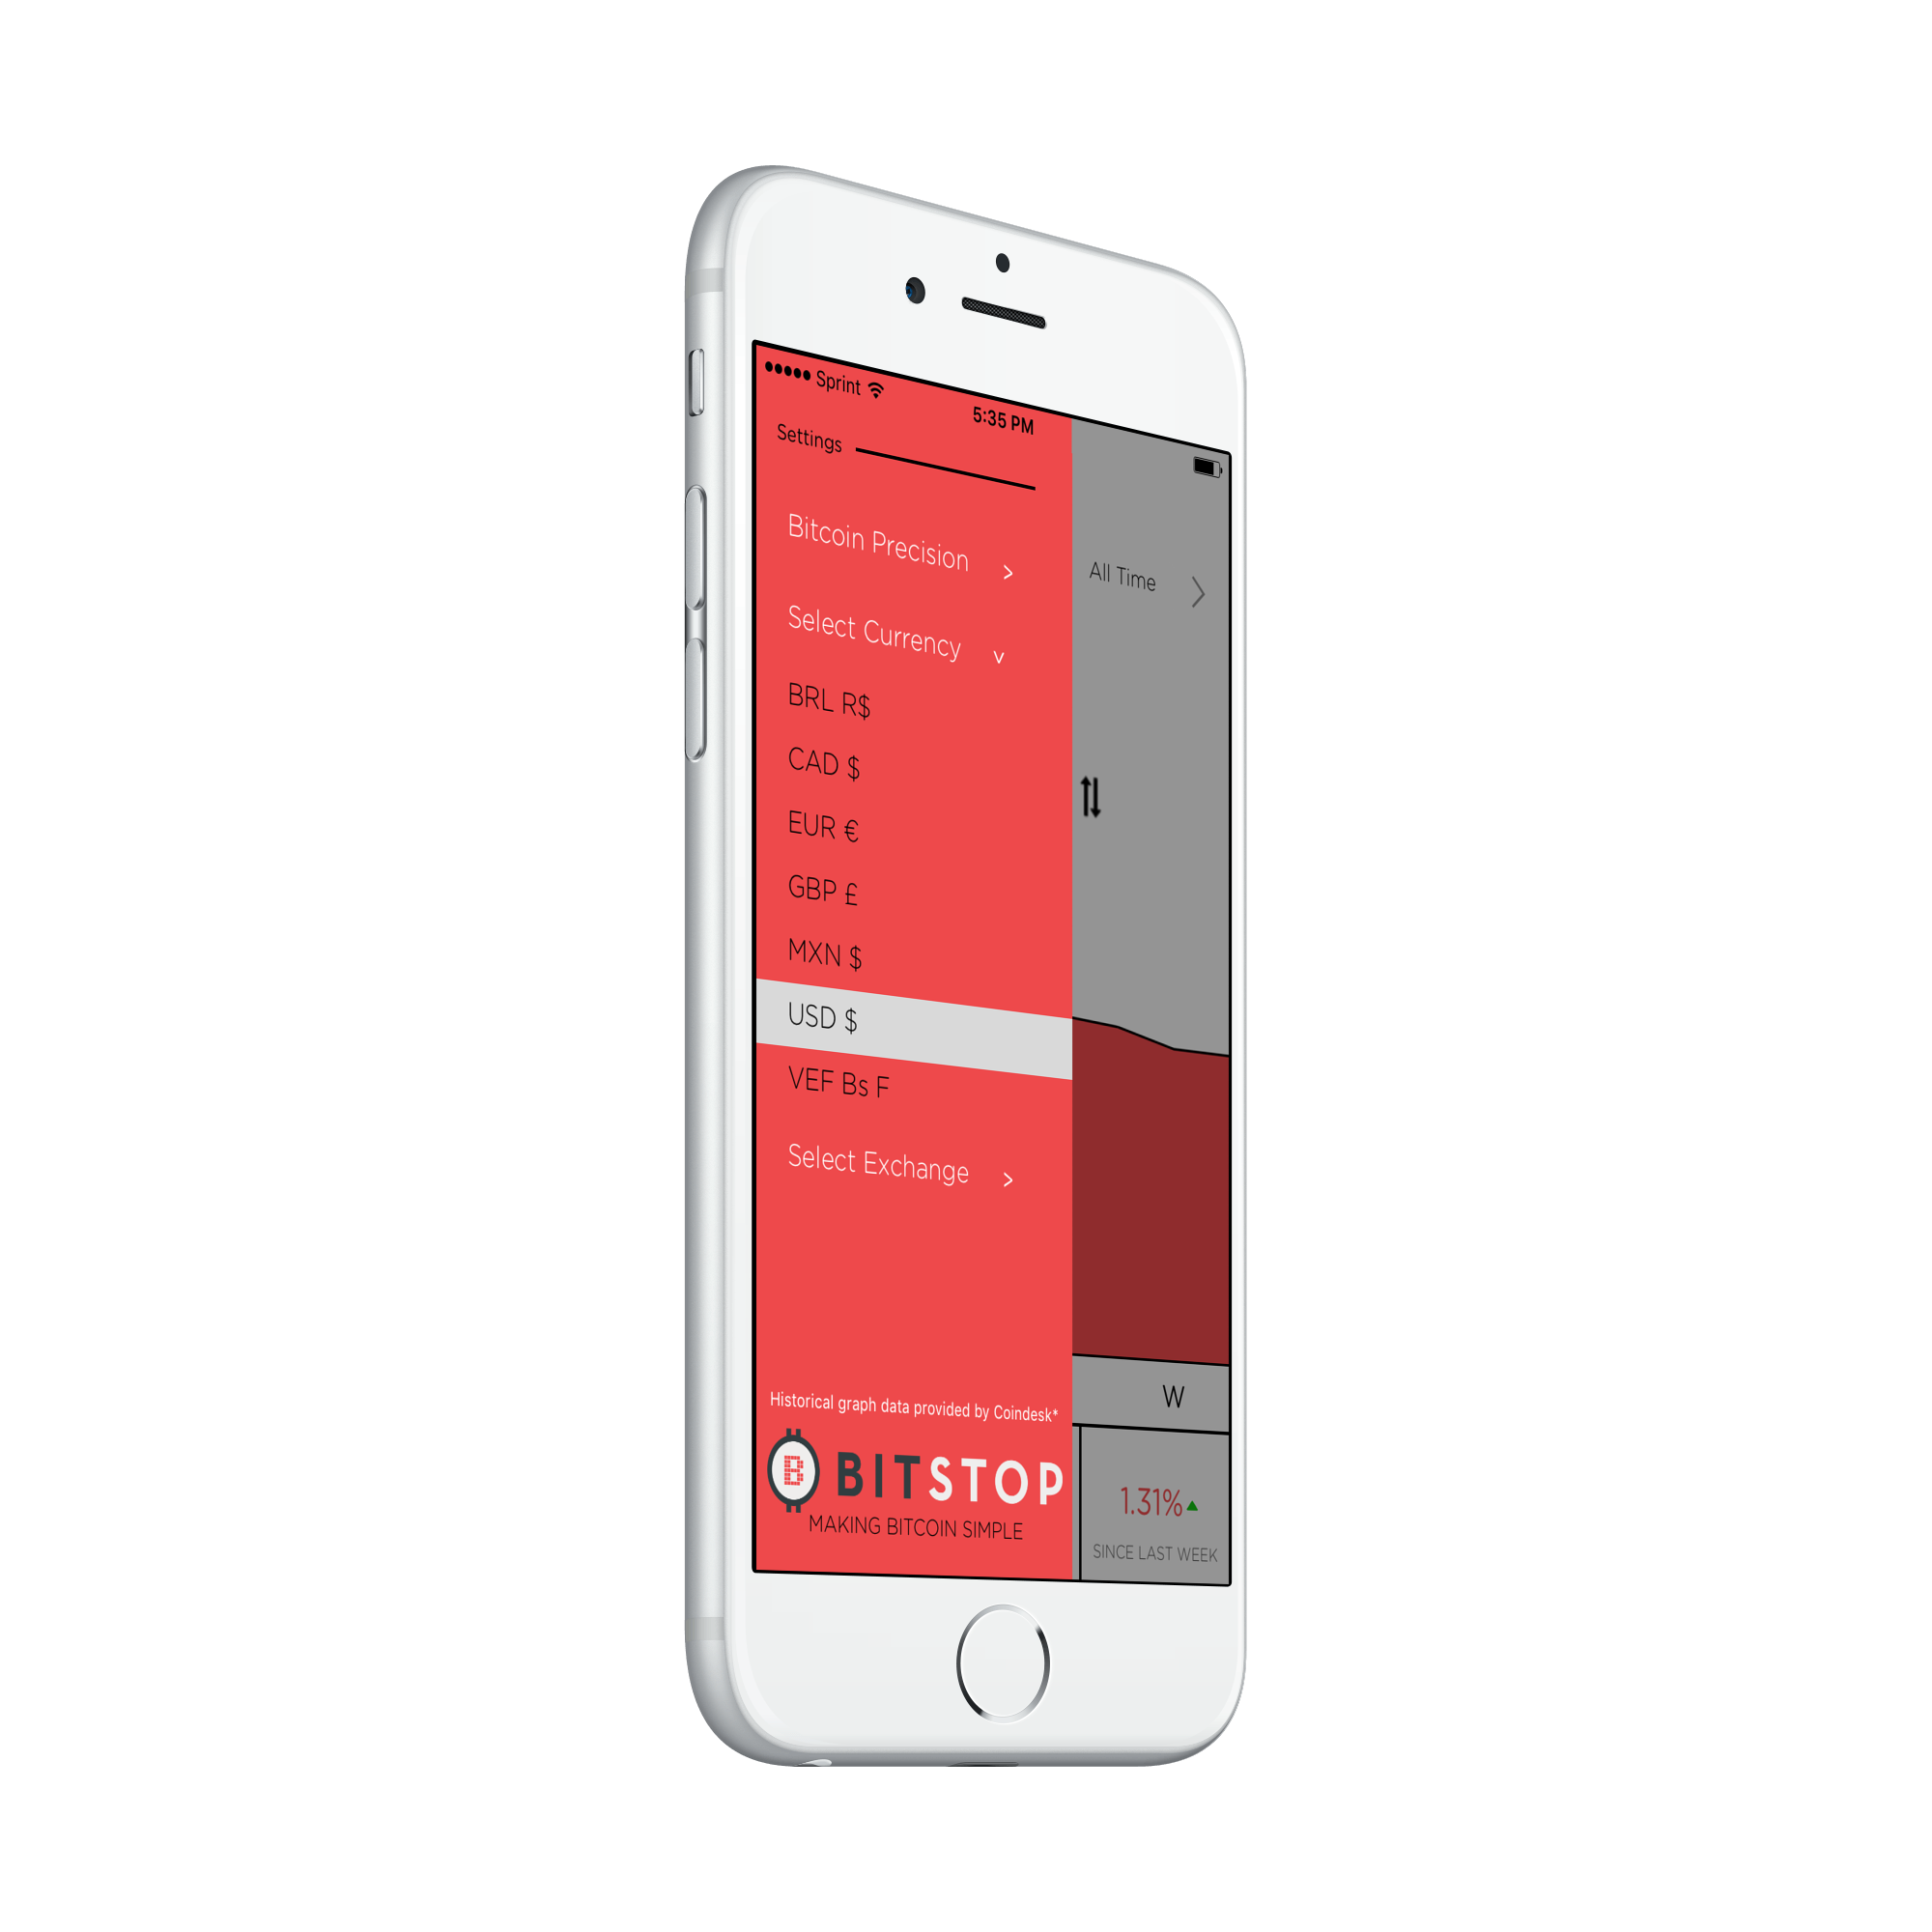 Sprint
5:35 PM
Settings
Bitcoin Precision >
All Time >
Select Currency v
BRL R$
CAD $
EUR €
GBP £
MXN $
USD $
VEF Bs F
Select Exchange >
W
Historical graph data provided by Coindesk*
B BITSTOP
MAKING BITCOIN SIMPLE
1.31%
SINCE LAST WEEK